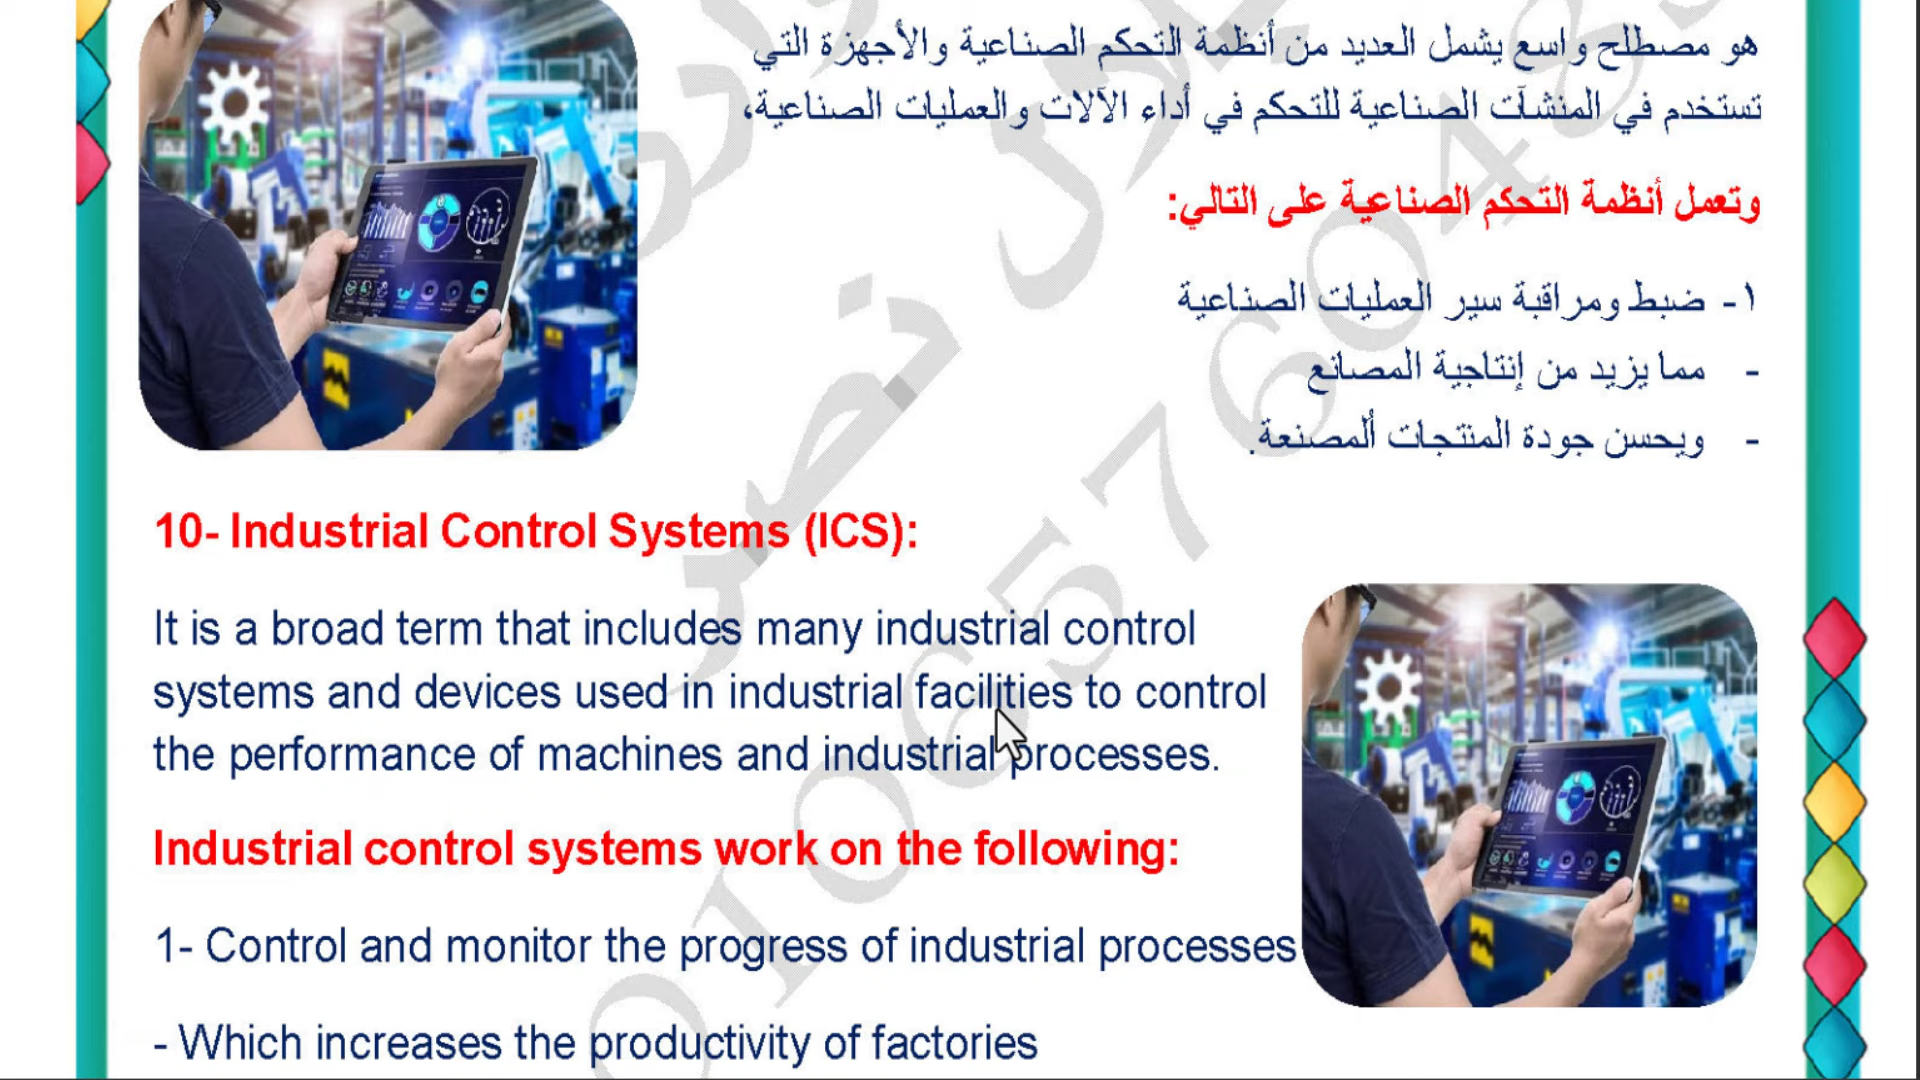 هو مصطلح واسع يشمل العديد من أنظمة التحكم الصناعية والأجهزة التي
تستخدم في المنشآت الصناعية للتحكم في أداء الآلات والعمليات الصناعية،
وتعمل أنظمة التحكم الصناعية على التالي:
١- ضبط ومراقبة سير العمليات الصناعية
- مما يزيد من إنتاجية المصانع
- ويحسن جودة المنتجات ألمصنعة.
10- Industrial Control Systems (ICS):
It is a broad term that includes many industrial control
systems and devices used in industrial facilities to control
the performance of machines and industrial processes.
Industrial control systems work on the following:
1- Control and monitor the progress of industrial processes
- Which increases the productivity of factories